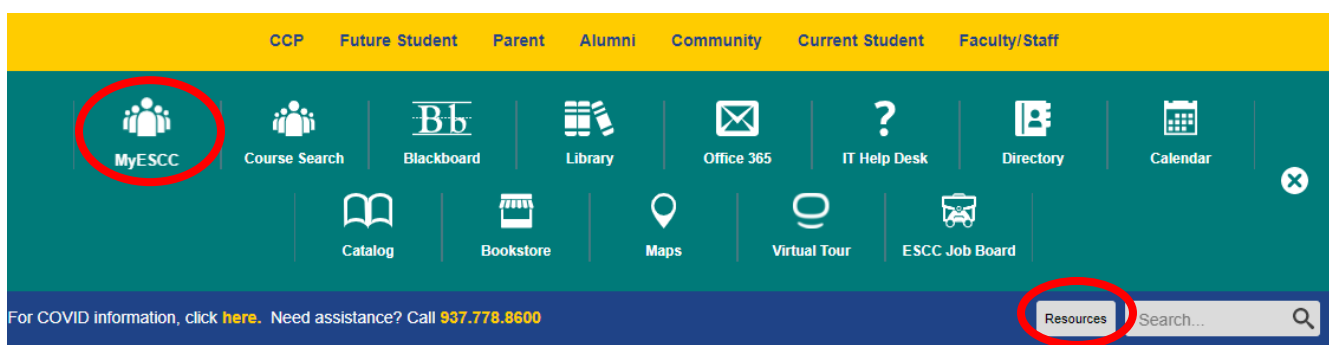 CCP Future Student Parent Alumni Community Current Student Faculty/Staff
Bb
?
MyESCC Course Search Blackboard Library Office 365 IT Help Desk Directory Calendar
Catalog Bookstore Maps Virtual Tour ESCC Job Board
For COVID information, click here. Need assistance? Call 937.778.8600 Resources Search...